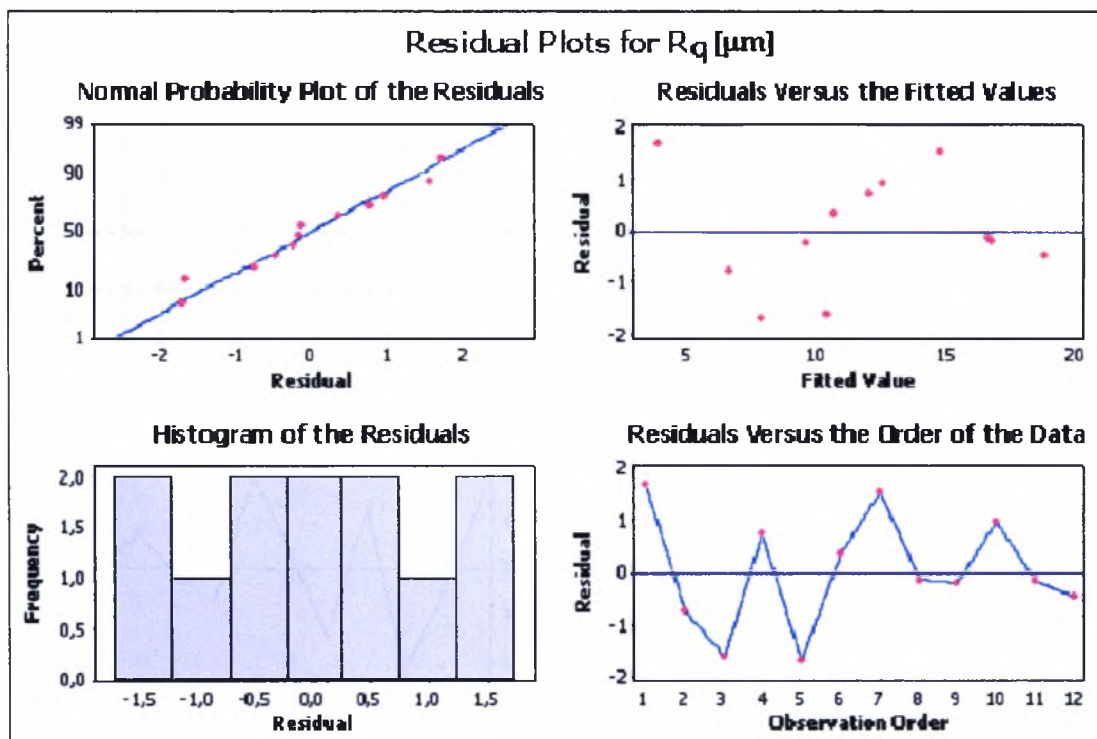 Residual Plots for Rq [µm]
Normal Probability Plot of the Residuals
99
90
50
10
1
Percent
-2 -1 0 1 2
Residual
Residuals Versus the Fitted Values
2
1
0
-1
-2
Residual
5 10 15 20
Fitted Value
Histogram of the Residuals
2,0
1,5
1,0
0,5
0,0
Frequency
-1,5 -1,0 -0,5 0,0 0,5 1,0 1,5
Residual
Residuals Versus the Order of the Data
2
1
0
-1
-2
Residual
1 2 3 4 5 6 7 8 9 10 11 12
Observation Order